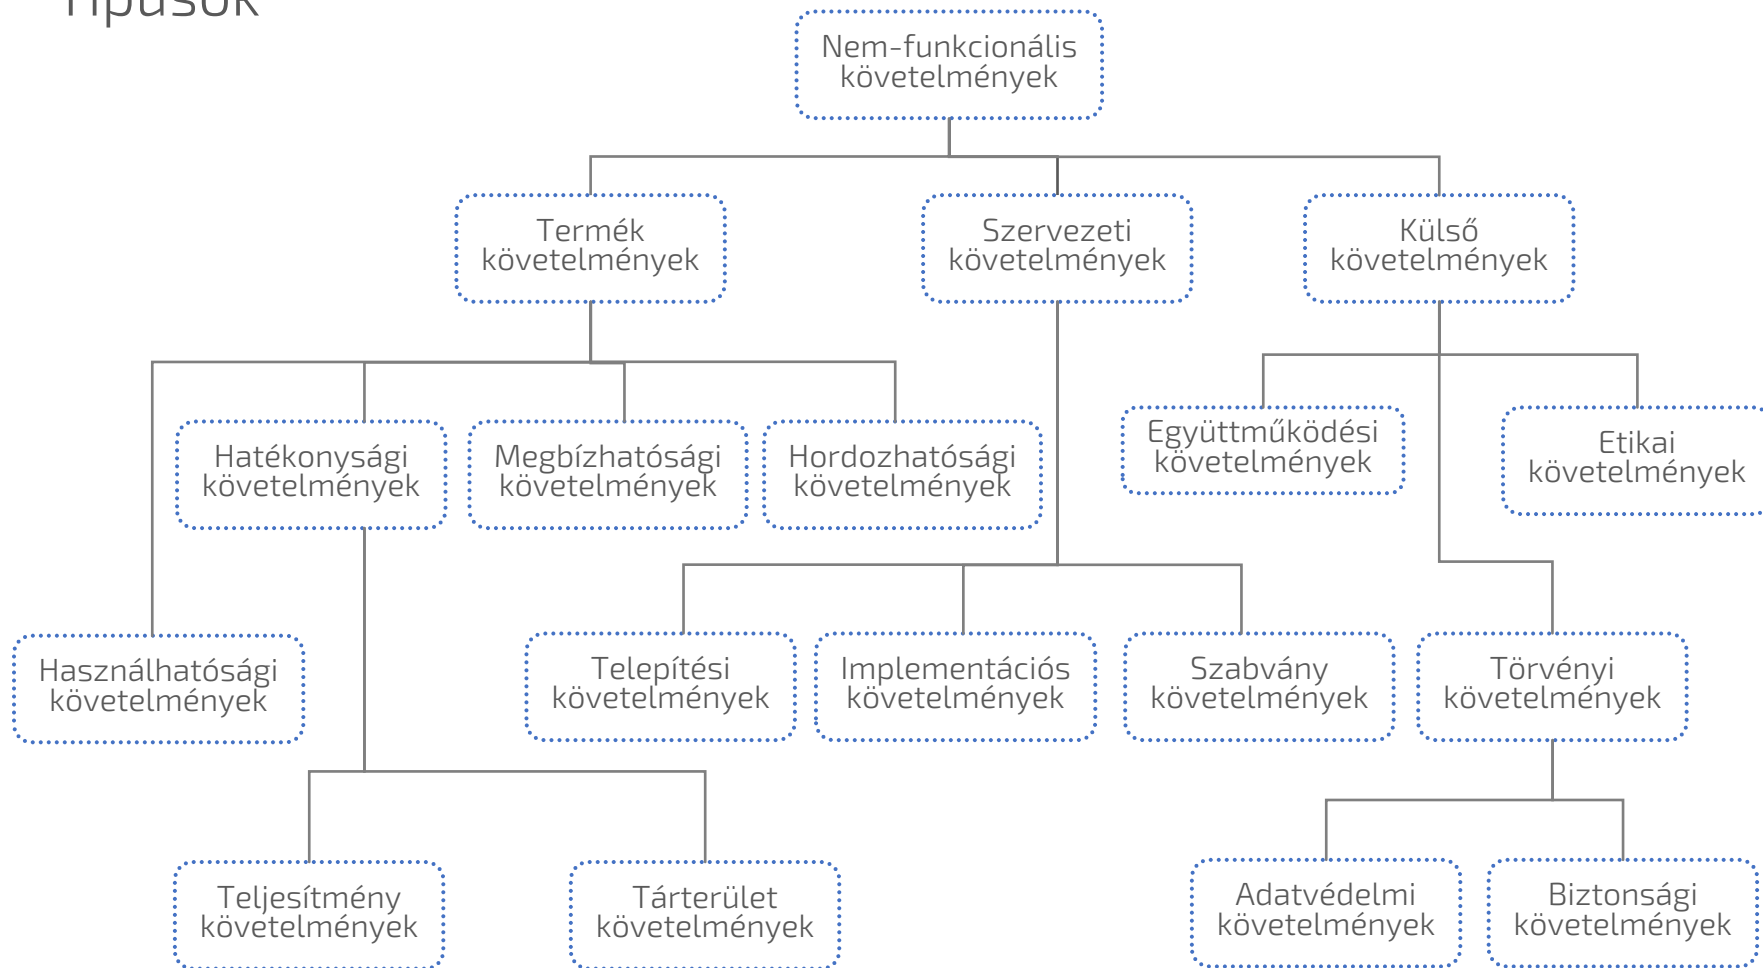 Típusok
Nem-funkcionális
követelmények
Termék
követelmények
Szervezeti
követelmények
Külső
követelmények
Hatékonysági
követelmények
Megbízhatósági
követelmények
Hordozhatósági
követelmények
Együttműködési
követelmények
Etikai
követelmények
Használhatósági
követelmények
Telepítési
követelmények
Implementációs
követelmények
Szabvány
követelmények
Törvényi
követelmények
Teljesítmény
követelmények
Tárterület
követelmények
Adatvédelmi
követelmények
Biztonsági
követelmények